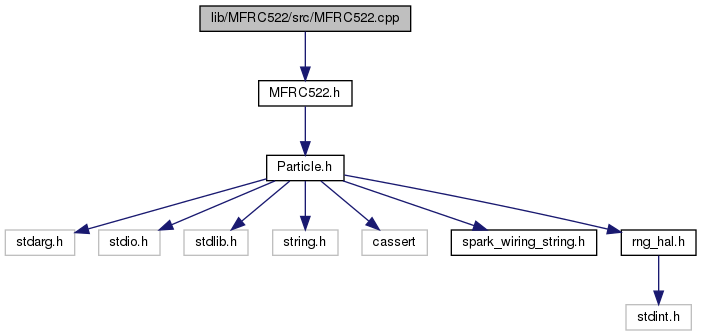 lib/MFRC522/src/MFRC522.cpp
MFRC522.h
Particle.h
stdarg.h
stdio.h
stdlib.h
string.h
cassert
spark_wiring_string.h
rng_hal.h
stdint.h